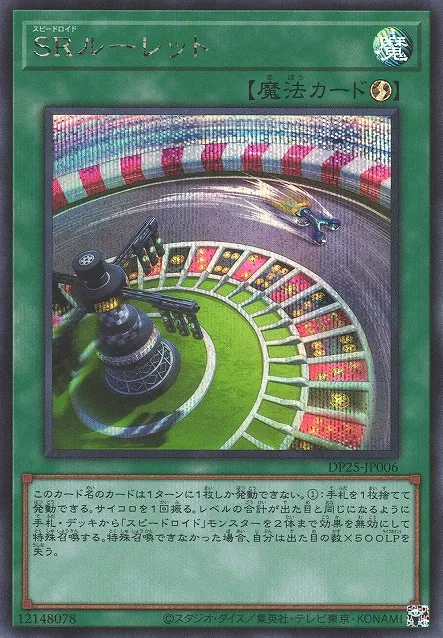 スピードロイド
SRルーレット
魔
【魔法カード】
DP25-JP006
このカード名のカードは1ターンに1枚しか発動できない。①:手札を1枚捨てて
発動できる。サイコロを1回振る。レベルの合計が出た目と同じになるように
手札・デッキから「スピードロイド」モンスターを2体まで効果を無効にして
特殊召喚する。特殊召喚できなかった場合、自分は出た目の数×500LP
を失う。
12148078
©スタジオ・ダイス/集英社・テレビ東京・KONAMI